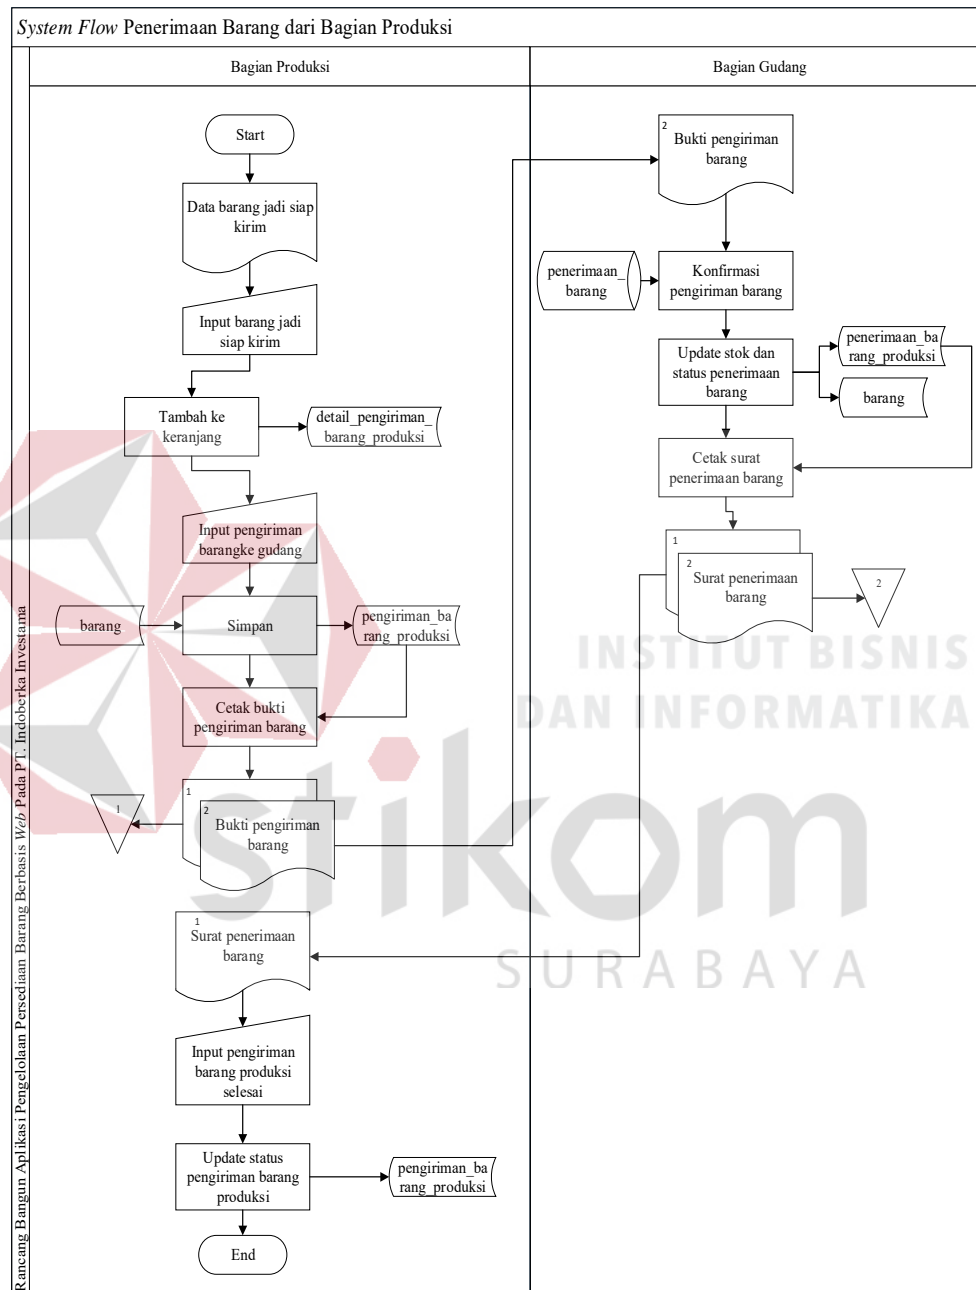 System Flow Penerimaan Barang dari Bagian Produksi
Rancang Bangun Aplikasi Pengelolaan Persediaan Barang Berbasis Web Pada PT. Indoberka Investama
Bagian Produksi
Start
Data barang jadi siap
kirim
Input barang jadi
siap kirim
Tambah ke
keranjang
detail_pengiriman_
barang_produksi
Input pengiriman
barangke gudang
barang
Simpan
pengiriman_ba
rang_produksi
Cetak bukti
pengiriman barang
1
1
2
Bukti pengiriman
barang
1
Surat penerimaan
barang
Input pengiriman
barang produksi
selesai
Update status
pengiriman barang
produksi
pengiriman_ba
rang_produksi
End
Bagian Gudang
2
Bukti pengiriman
barang
penerimaan_
barang
Konfirmasi
pengiriman barang
Update stok dan
status penerimaan
barang
penerimaan_ba
rang_produksi
barang
Cetak surat
penerimaan barang
1
2
Surat penerimaan
barang
2
INSTITUT BISNIS
DAN INFORMATIKA
stikom
SURABAYA